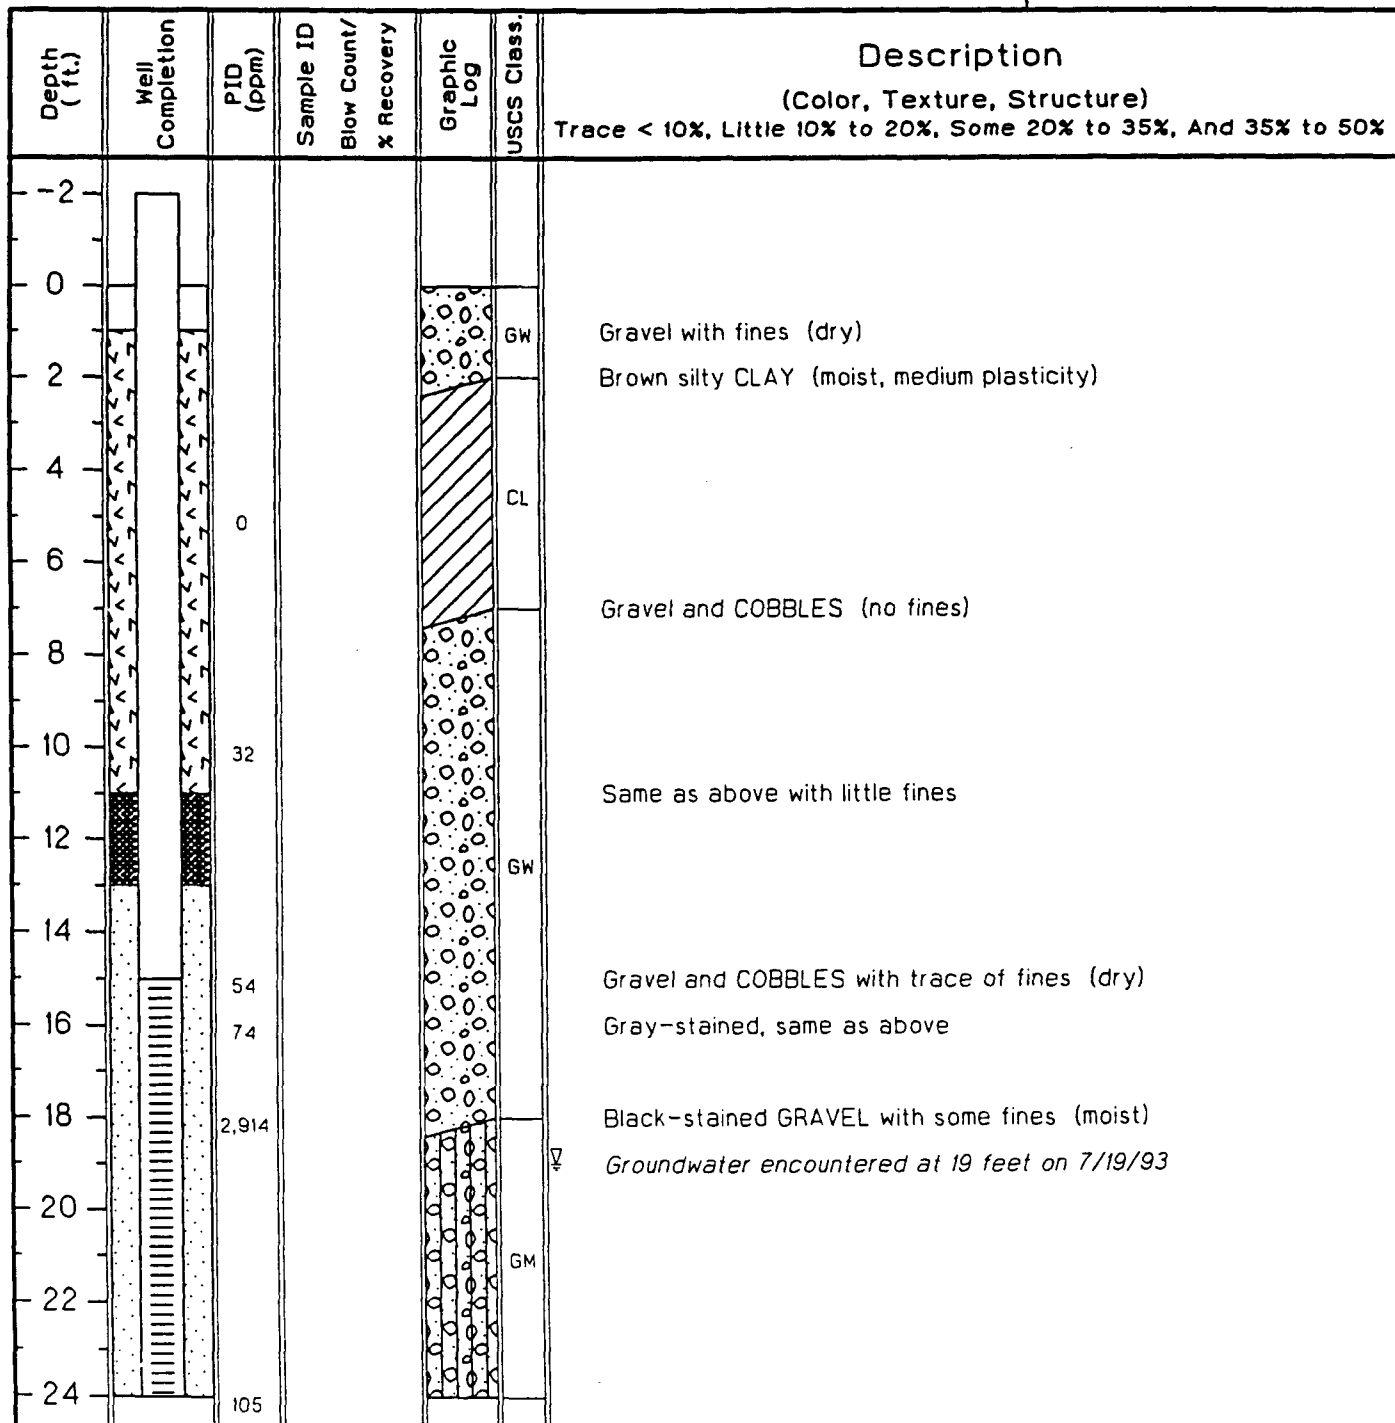 Depth
(ft.)
Well
Completion
PID
(ppm)
Sample ID
Blow Count/
% Recovery
Graphic
Log
USCS Class.
Description
(Color, Texture, Structure)
Trace < 10%, Little 10% to 20%, Some 20% to 35%, And 35% to 50%
-2
0
GW
Gravel with fines (dry)
2
Brown silty CLAY (moist, medium plasticity)
4
CL
0
6
Gravel and COBBLES (no fines)
8
10
32
Same as above with little fines
12
GW
14
54
Gravel and COBBLES with trace of fines (dry)
16
74
Gray-stained, same as above
18
2,914
Black-stained GRAVEL with some fines (moist)
Groundwater encountered at 19 feet on 7/19/93
20
GM
22
24
105